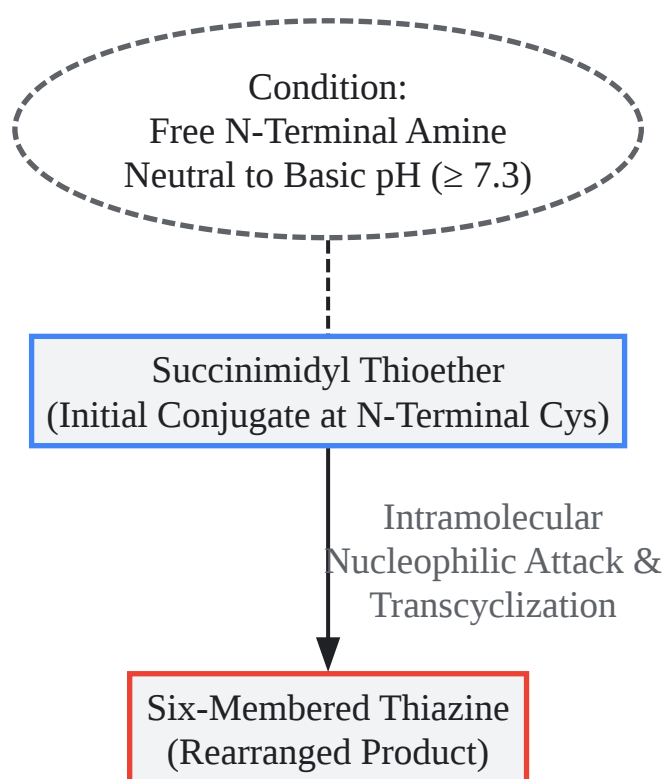 Condition:
Free N-Terminal Amine
Neutral to Basic pH (≥ 7.3)
Succinimidyl Thioether
(Initial Conjugate at N-Terminal Cys)
Intramolecular
Nucleophilic Attack &
Transcyclization
Six-Membered Thiazine
(Rearranged Product)